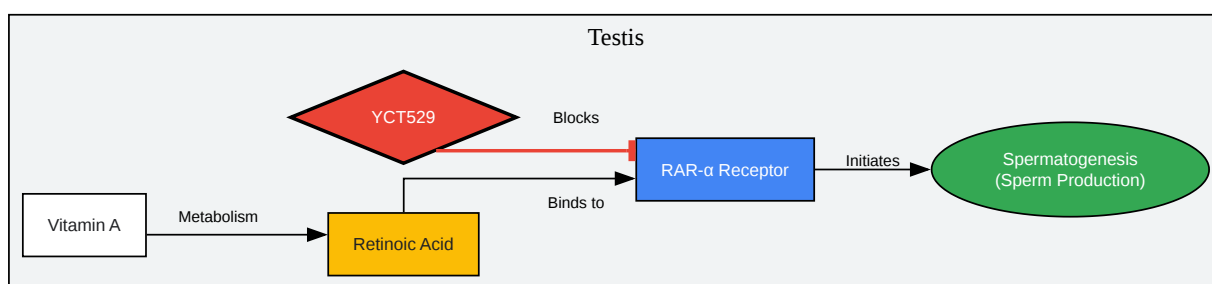 Testis
YCT529
Blocks
RAR-α Receptor
Initiates
Spermatogenesis
(Sperm Production)
Binds to
Vitamin A
Metabolism
Retinoic Acid